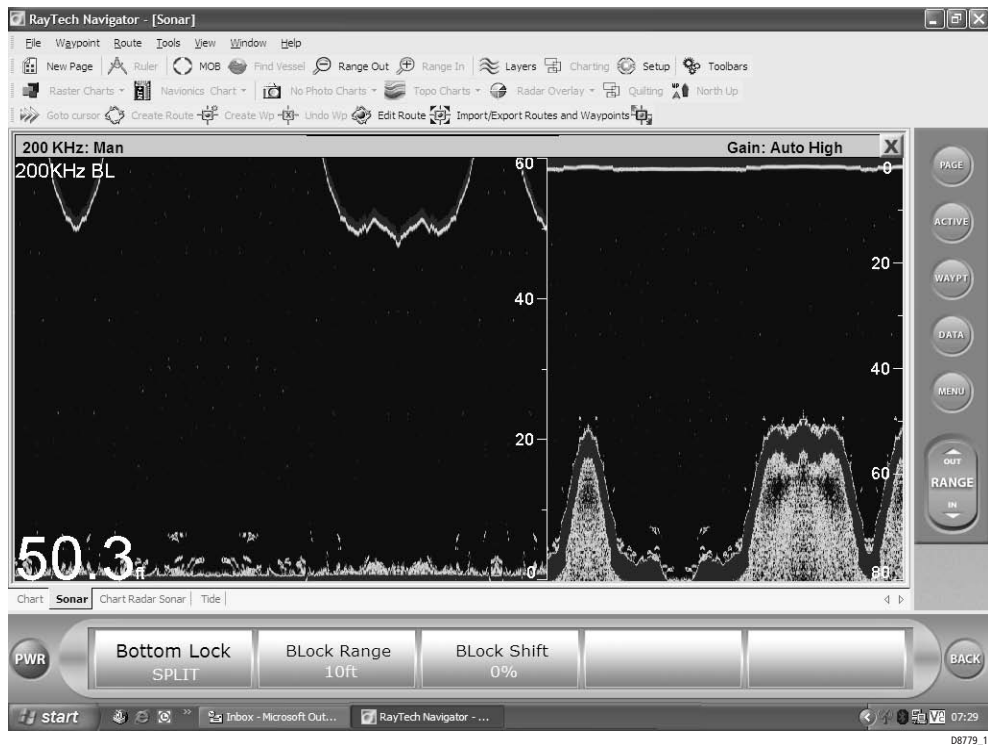 RayTech Navigator - [Sonar]
File Waypoint Route Tools View Window Help
New Page Ruler MOB Find Vessel Range Out Range In Layers Charting Setup Toolbars
Raster Charts Navionics Chart No Photo Charts Topo Charts Radar Overlay Quilting North Up
Goto cursor Create Route Create Wp Undo Wp Edit Route Import/Export Routes and Waypoints
200 KHz: Man Gain: Auto High X
200KHz BL 60 0
PAGE
ACTIVE
20
WAYPT
40
DATA
40
MENU
20
OUT
60
RANGE
IN
50.3ft 0 80
Chart Sonar Chart Radar Sonar Tide
PWR
Bottom Lock BLock Range BLock Shift
SPLIT 10ft 0%
BACK
start Inbox - Microsoft Out... RayTech Navigator - ... V2 07:29
D8779_1